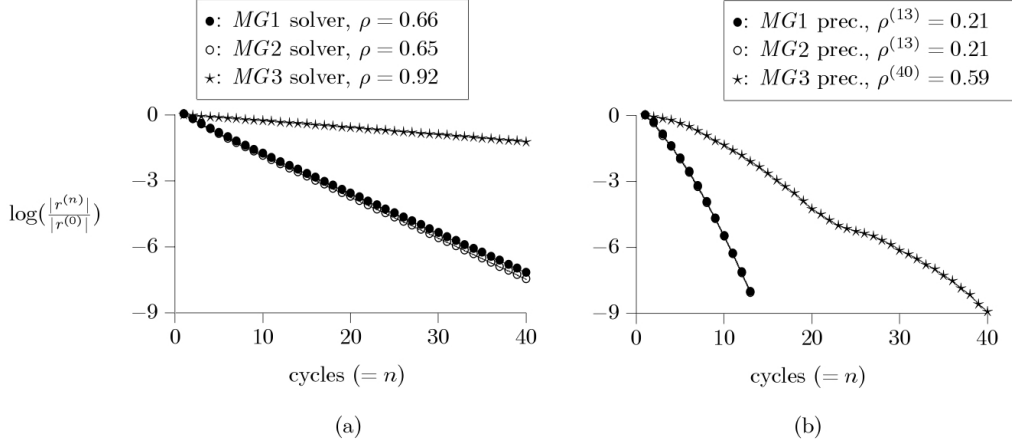 ●: MG1 solver, ρ = 0.66
○: MG2 solver, ρ = 0.65
⋆: MG3 solver, ρ = 0.92
0
−3
−6
−9
log(|r^(n)|/|r^(0)|)
0 10 20 30 40
cycles (= n)
(a)
●: MG1 prec., ρ^(13) = 0.21
○: MG2 prec., ρ^(13) = 0.21
⋆: MG3 prec., ρ^(40) = 0.59
0
−3
−6
−9
0 10 20 30 40
cycles (= n)
(b)